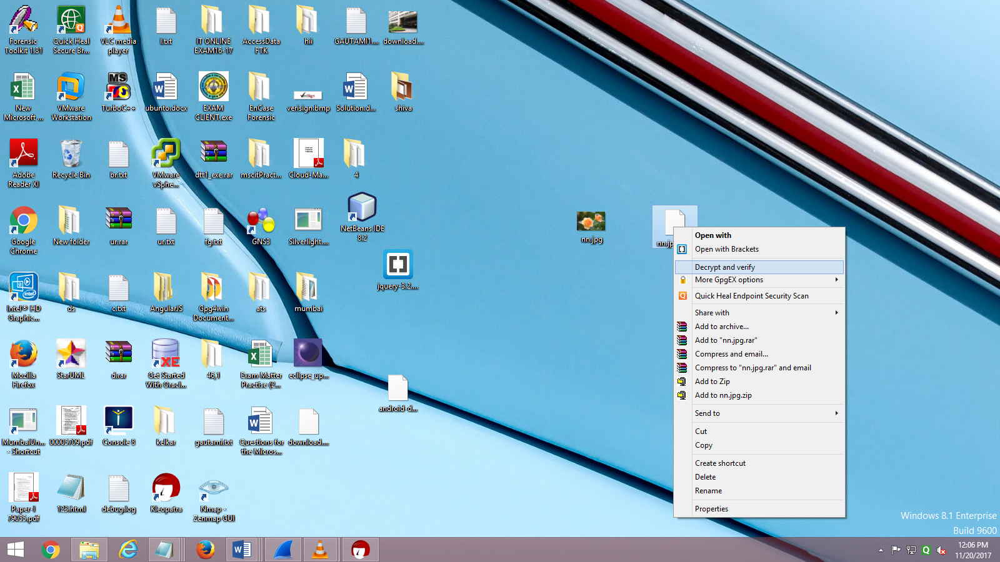 Forensic
Toolkit 1.81
Quick Heal
Secure Br...
VLC media
player
l.txt
IT ONLINE
EXAM16-17
AccessData
FTK
hii
GAUTAMI1....
download....
New
Microsoft ...
VMware
Workstation
MS
TurboC++
ubunto.docx
EXAM
CLIENT.exe
EnCase
Forensic
VeriSign
verisign.bmp
Solution.d...
shiva
Adobe
Reader XI
Recycle Bin
br.txt
VMware
vSphe...
dtt1_exe.rar
mscitPract...
Cloud-Ma...
4
Google
Chrome
New folder
ur.rar
ur.txt
fg.txt
GNS3
Silverlight....
NetBeans IDE
8.2
nn.jpg
jquery-3.2....
Intel® HD
Graphic...
ds
c.txt
AngularJS
Gpg4win
Document...
ats
mumbai
Mozilla
Firefox
StarUML
d.rar
XE
Get Started
With Oracl...
46,1
Exam Matter
Practise (2...
eclipse_up...
android-d...
MumbaiUn...
- Shortcut
00005709.pdf
Console 8
kelkar
gautami.txt
Questions for
the Micros...
download....
Paper-I
79055.pdf
123.html
debug.log
Kleopatra
Nmap -
Zenmap GUI
Open with
Open with Brackets
Decrypt and verify
More GpgEX options
Quick Heal Endpoint Security Scan
Share with
Add to archive...
Add to "nn.jpg.rar"
Compress and email...
Compress to "nn.jpg.rar" and email
Add to Zip
Add to nn.jpg.zip
Send to
Cut
Copy
Create shortcut
Delete
Rename
Properties
Windows 8.1 Enterprise
Build 9600
12:06 PM
11/20/2017